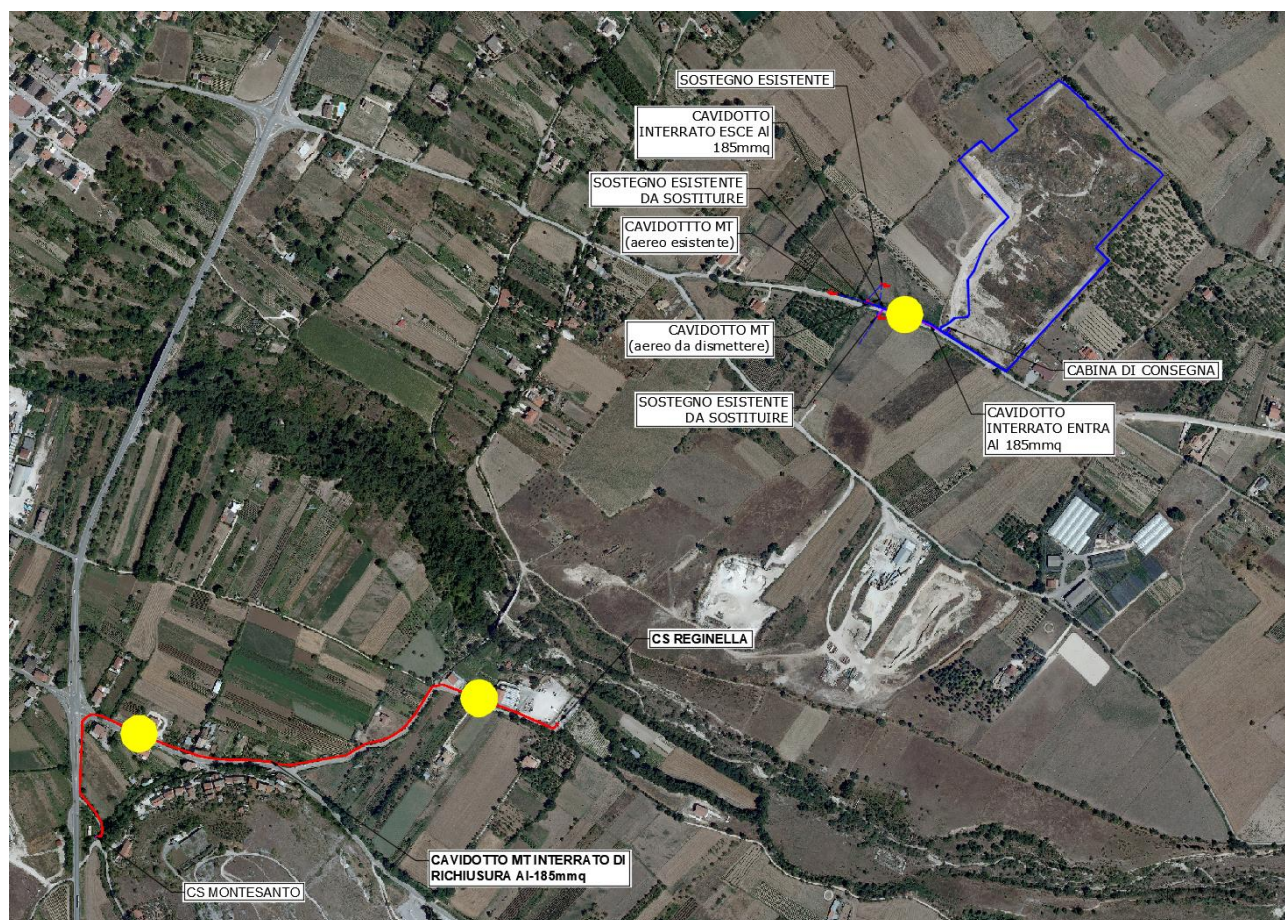 SOSTEGNO ESISTENTE
CAVIDOTTO
INTERRATO ESCE Al
185mmq
SOSTEGNO ESISTENTE
DA SOSTITUIRE
CAVIDOTTTO MT
(aereo esistente)
CAVIDOTTO MT
(aereo da dismettere)
CABINA DI CONSEGNA
SOSTEGNO ESISTENTE
DA SOSTITUIRE
CAVIDOTTO
INTERRATO ENTRA
Al 185mmq
CS REGINELLA
CAVIDOTTO MT INTERRATO DI
RICHIUSURA Al-185mmq
CS MONTESANTO